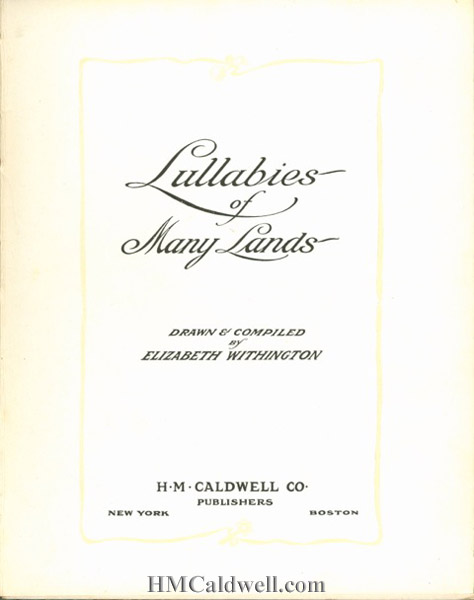 Lullabies
of
Many Lands
DRAWN & COMPILED
BY
ELIZABETH WITHINGTON
H·M·CALDWELL CO·
PUBLISHERS
NEW YORK BOSTON
HMCaldwell.com